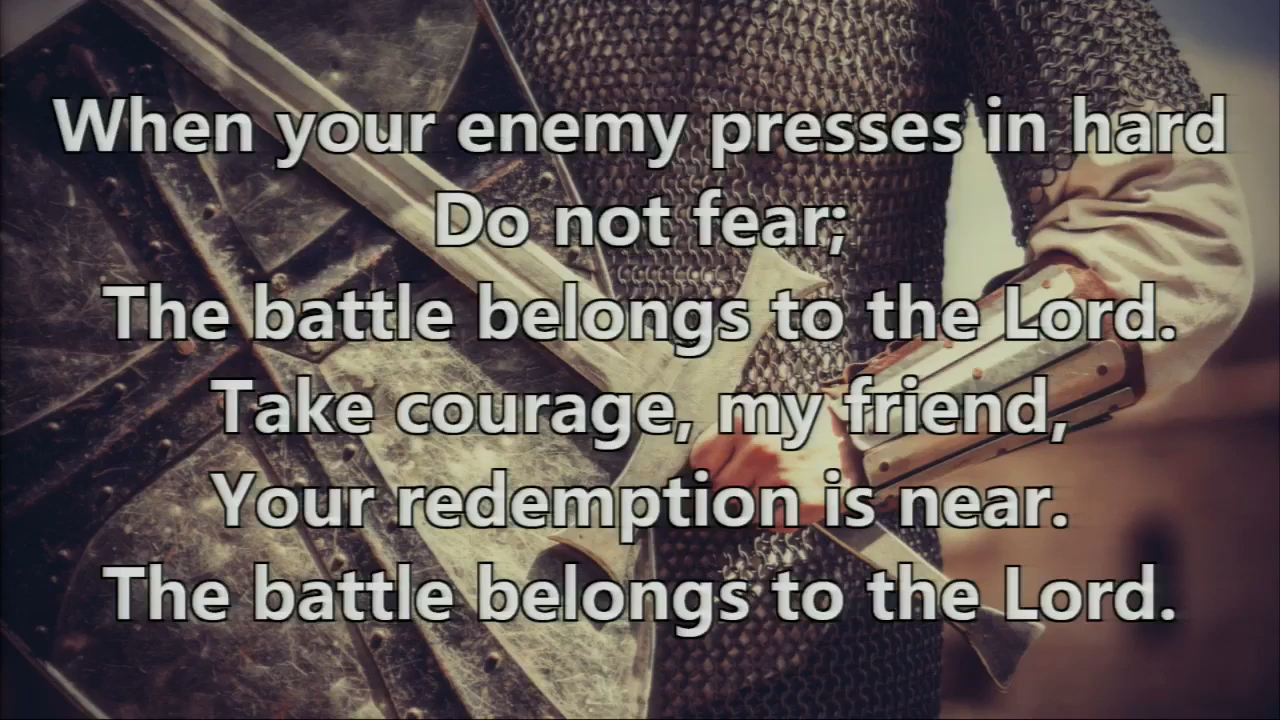 When your enemy presses in hard
Do not fear;
The battle belongs to the Lord.
Take courage, my friend,
Your redemption is near.
The battle belongs to the Lord.